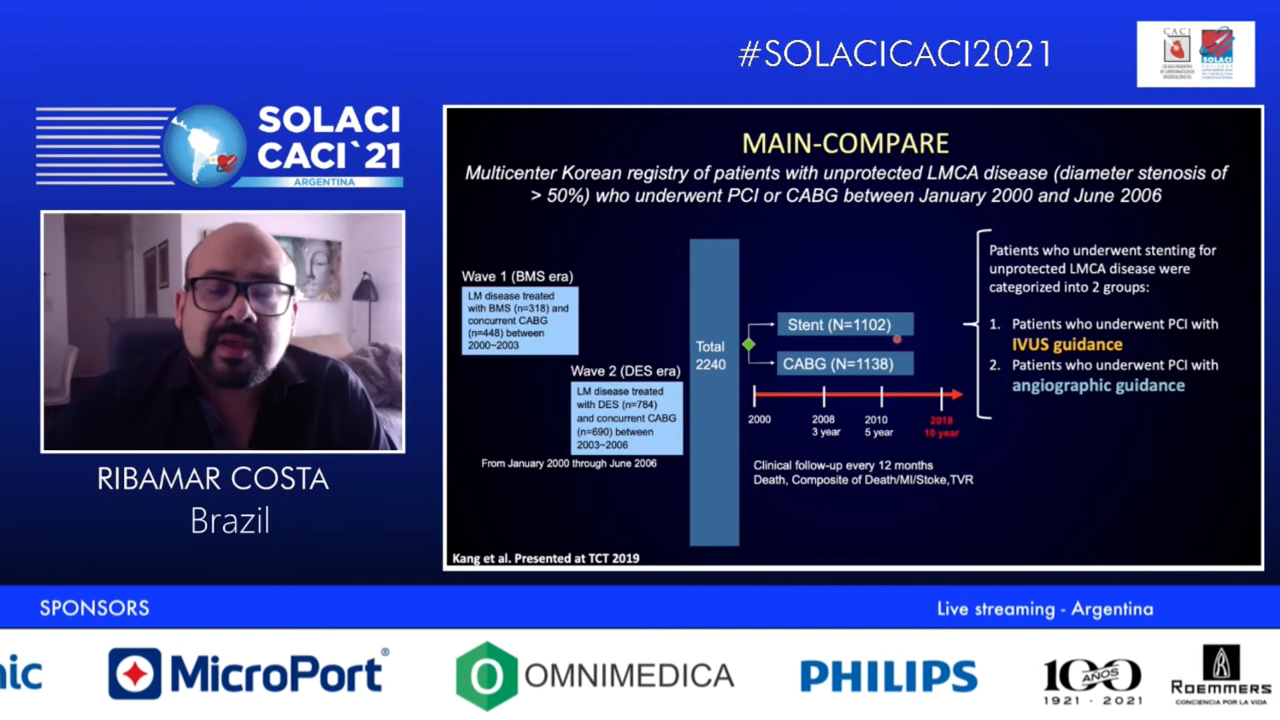 #SOLACICACI2021
CACI
SOLACI
SOLACI
CACI`21
ARGENTINA
RIBAMAR COSTA
Brazil
MAIN-COMPARE
Multicenter Korean registry of patients with unprotected LMCA disease (diameter stenosis of
> 50%) who underwent PCI or CABG between January 2000 and June 2006
Wave 1 (BMS era)
LM disease treated
with BMS (n=318) and
concurrent CABG
(n=448) between
2000~2003
Wave 2 (DES era)
LM disease treated
with DES (n=784)
and concurrent CABG
(n=690) between
2003~2006
From January 2000 through June 2006
Total
2240
Stent (N=1102)
CABG (N=1138)
2000
2008
3 year
2010
5 year
2018
10 year
Clinical follow-up every 12 months
Death, Composite of Death/MI/Stoke,TVR
Patients who underwent stenting for
unprotected LMCA disease were
categorized into 2 groups:
1. Patients who underwent PCI with
IVUS guidance
2. Patients who underwent PCI with
angiographic guidance
Kang et al. Presented at TCT 2019
SPONSORS
Live streaming - Argentina
nic
MicroPort®
OMNIMEDICA
PHILIPS
100
AÑOS
1921 - 2021
ROEMMERS
CONCIENCIA POR LA VIDA